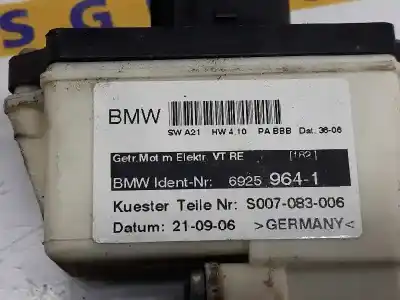 S G
BMW
SW A21 HW 4.10 PA BBB Dat. 36-06
Getr.Mot m Elektr. VT RE [1R2]
BMW Ident-Nr: 6925 964-1
Kuester Teile Nr: S007-083-006
Datum: 21-09-06 >GERMANY<